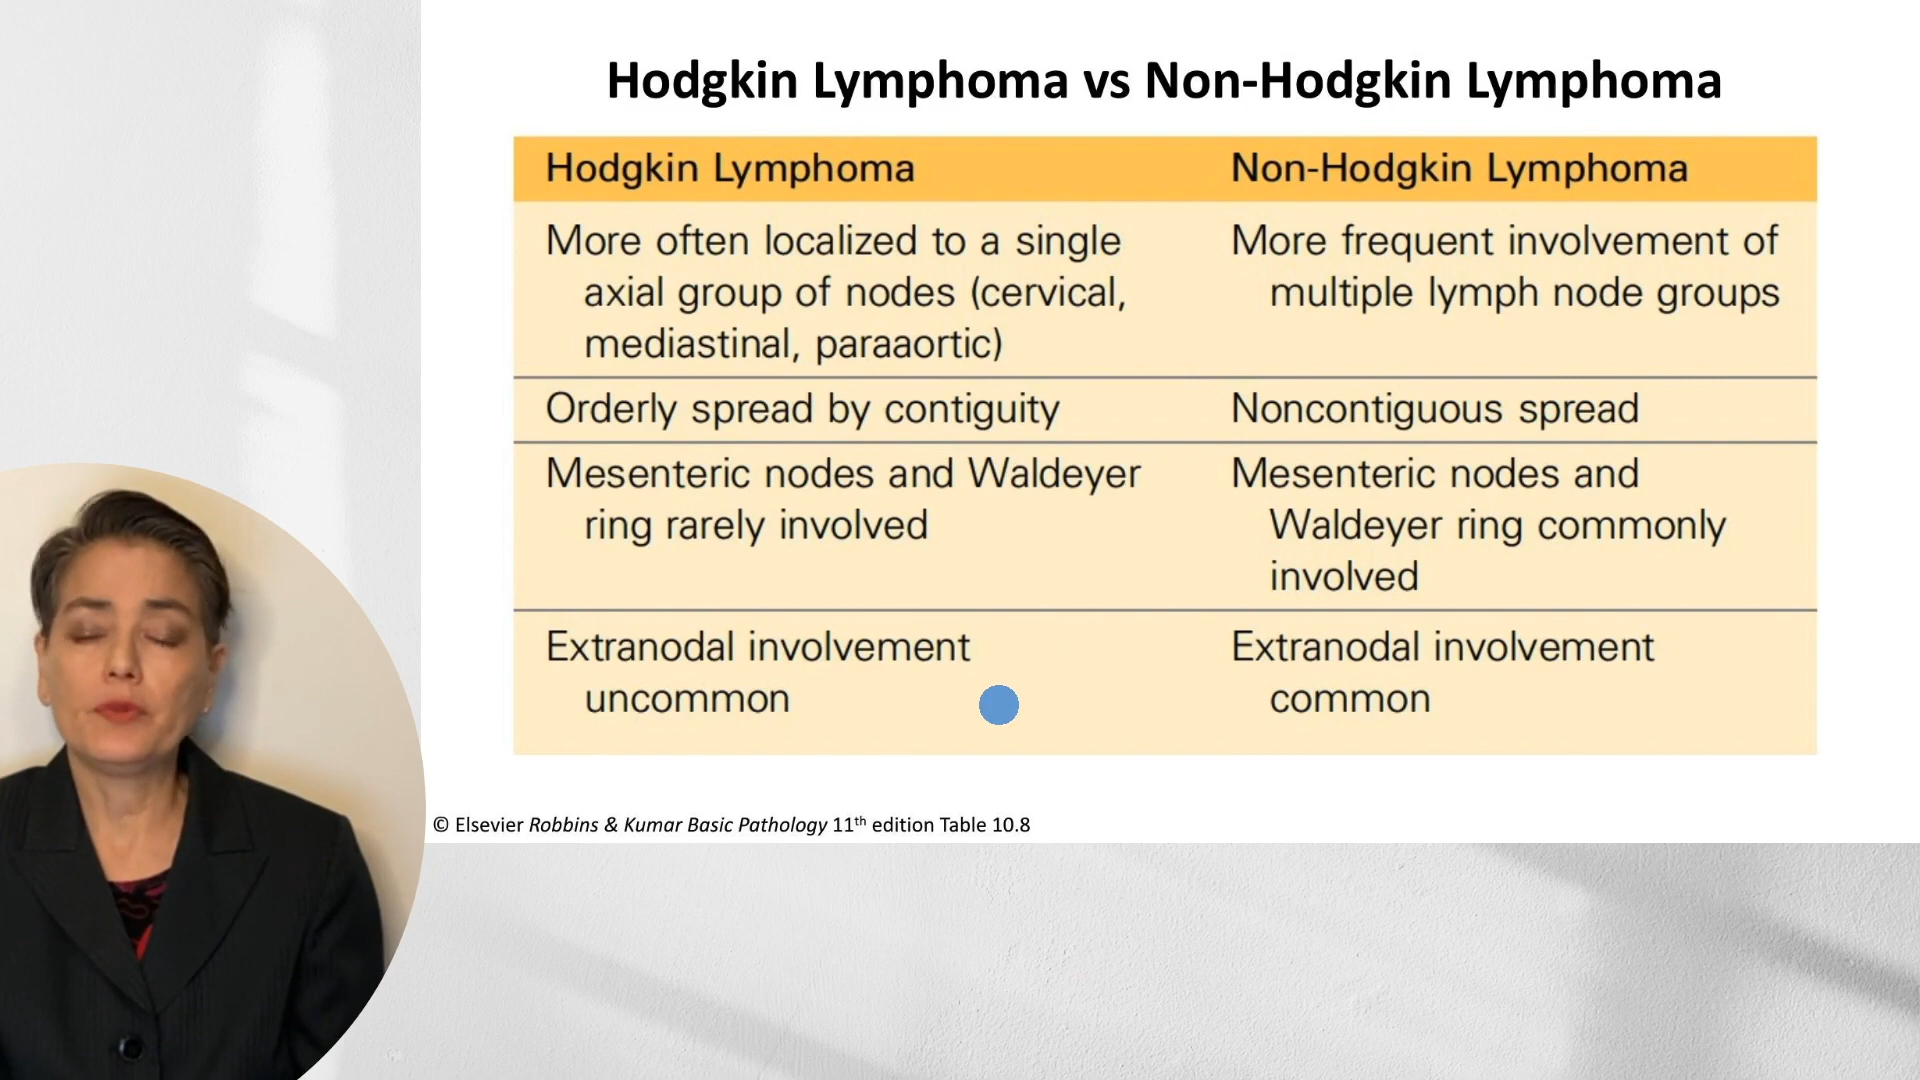 Hodgkin Lymphoma vs Non-Hodgkin Lymphoma
Hodgkin Lymphoma
Non-Hodgkin Lymphoma
More often localized to a single
axial group of nodes (cervical,
mediastinal, paraaortic)
More frequent involvement of
multiple lymph node groups
Orderly spread by contiguity
Noncontiguous spread
Mesenteric nodes and Waldeyer
ring rarely involved
Mesenteric nodes and
Waldeyer ring commonly
involved
Extranodal involvement
uncommon
Extranodal involvement
common
© Elsevier Robbins & Kumar Basic Pathology 11th edition Table 10.8